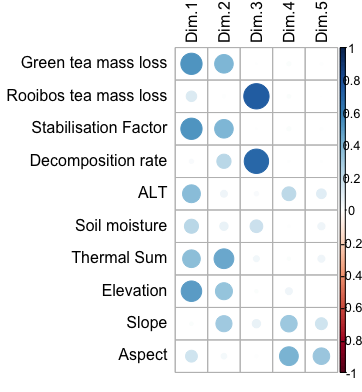 Dim.1 Dim.2 Dim.3 Dim.4 Dim.5
Green tea mass loss
Rooibos tea mass loss
Stabilisation Factor
Decomposition rate
ALT
Soil moisture
Thermal Sum
Elevation
Slope
Aspect
1
0.8
0.6
0.4
0.2
0
-0.2
-0.4
-0.6
-0.8
-1